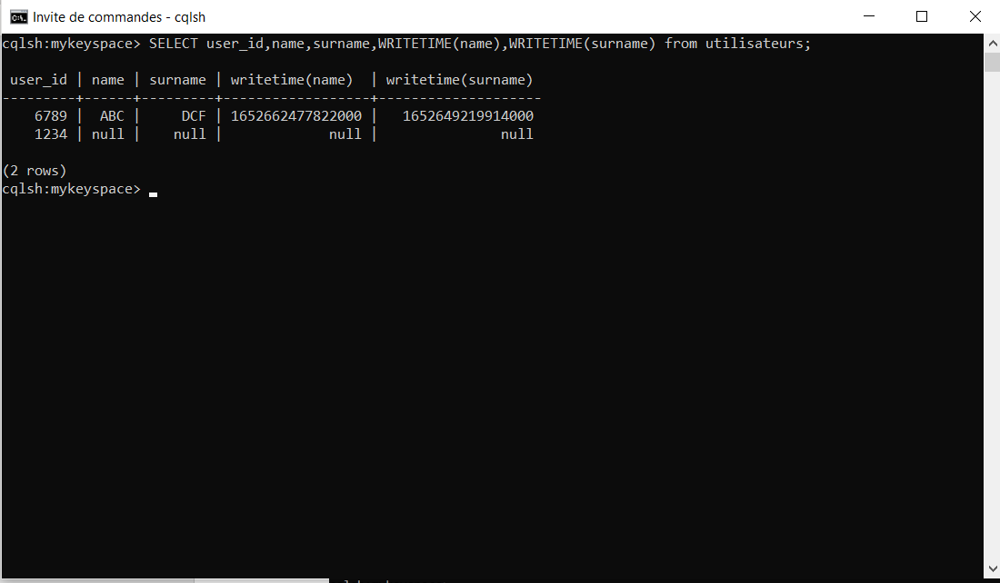 Invite de commandes - cqlsh
cqlsh:mykeyspace> SELECT user_id,name,surname,WRITETIME(name),WRITETIME(surname) from utilisateurs;
 user_id | name | surname | writetime(name)  | writetime(surname)
---------+------+---------+------------------+--------------------
    6789 |  ABC |     DCF | 1652662477822000 |   1652649219914000
    1234 | null |    null |             null |               null
(2 rows)
cqlsh:mykeyspace>